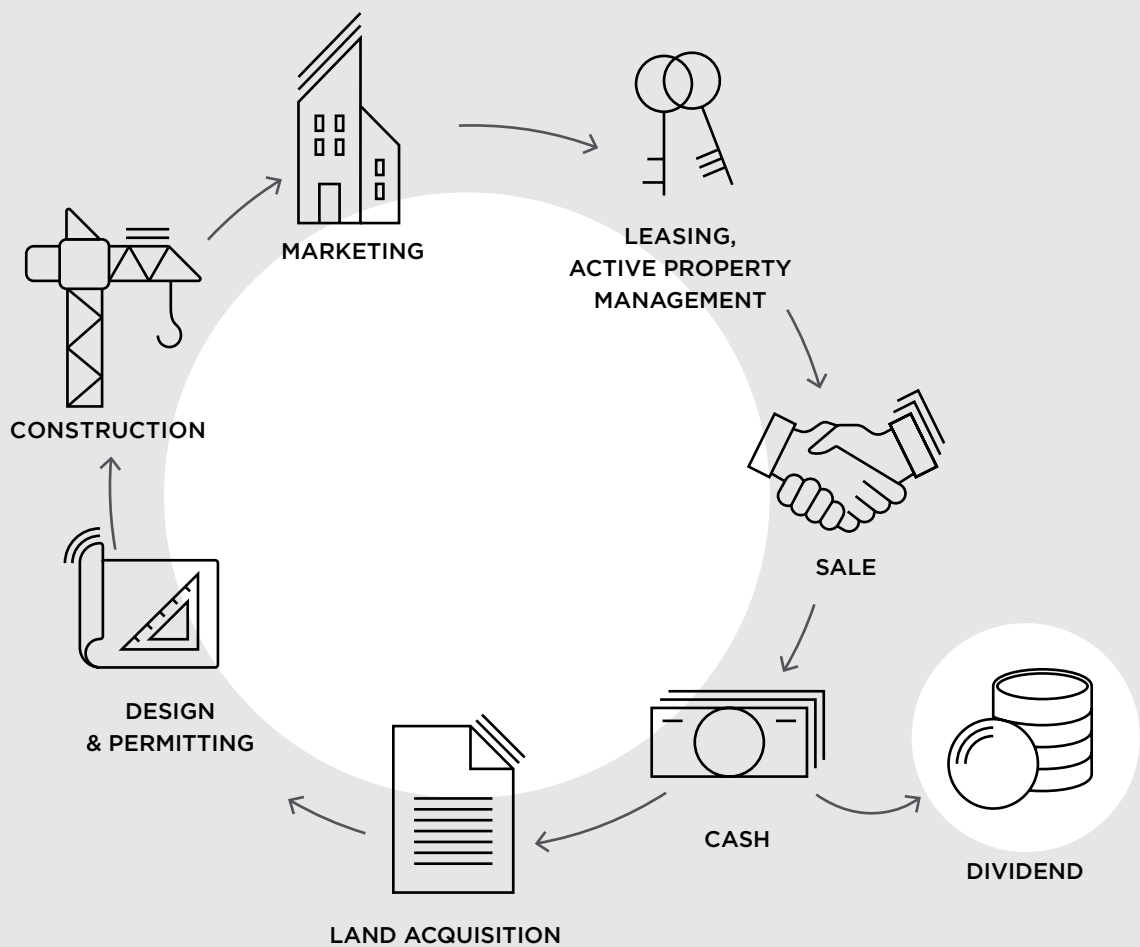 MARKETING
LEASING,
ACTIVE PROPERTY
MANAGEMENT
CONSTRUCTION
SALE
DESIGN
& PERMITTING
CASH
DIVIDEND
LAND ACQUISITION